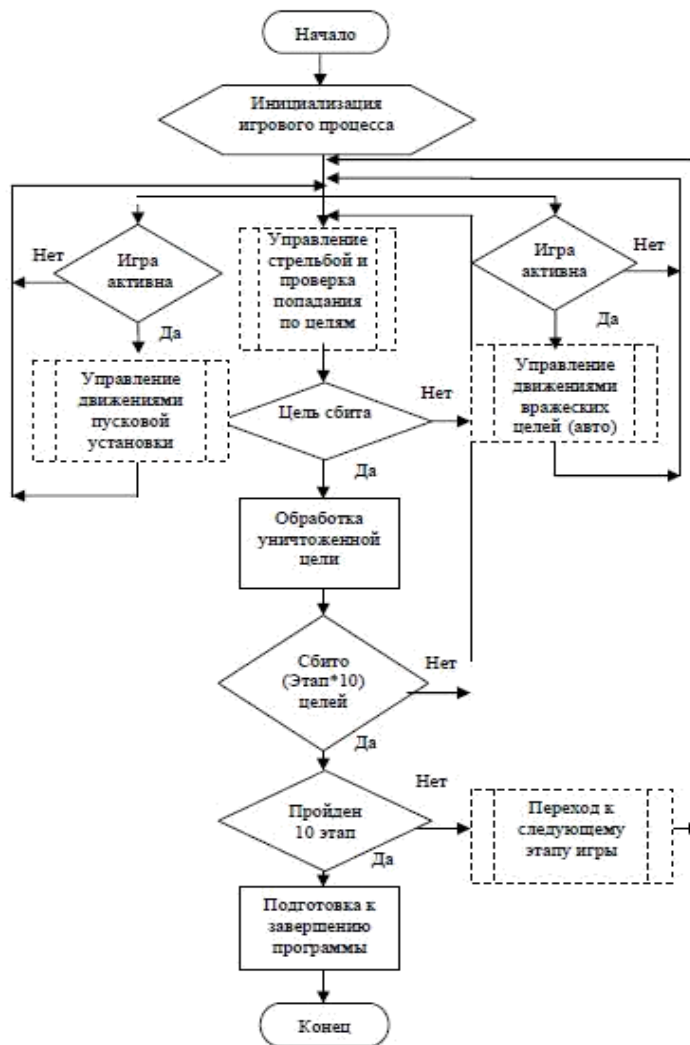 Начало
Инициализация
игрового процесса
Нет
Игра
активна
Да
Управление
стрельбой и
проверка
попадания
по целям
Игра
активна
Нет
Да
Управление
движениями
пусковой
установки
Цель сбита
Нет
Да
Управление
движениями
вражеских
целей (авто)
Обработка
уничтоженной
цели
Сбито
(Этап*10)
целей
Нет
Да
Пройден
10 этап
Нет
Да
Переход к
следующему
этапу игры
Подготовка к
завершению
программы
Конец